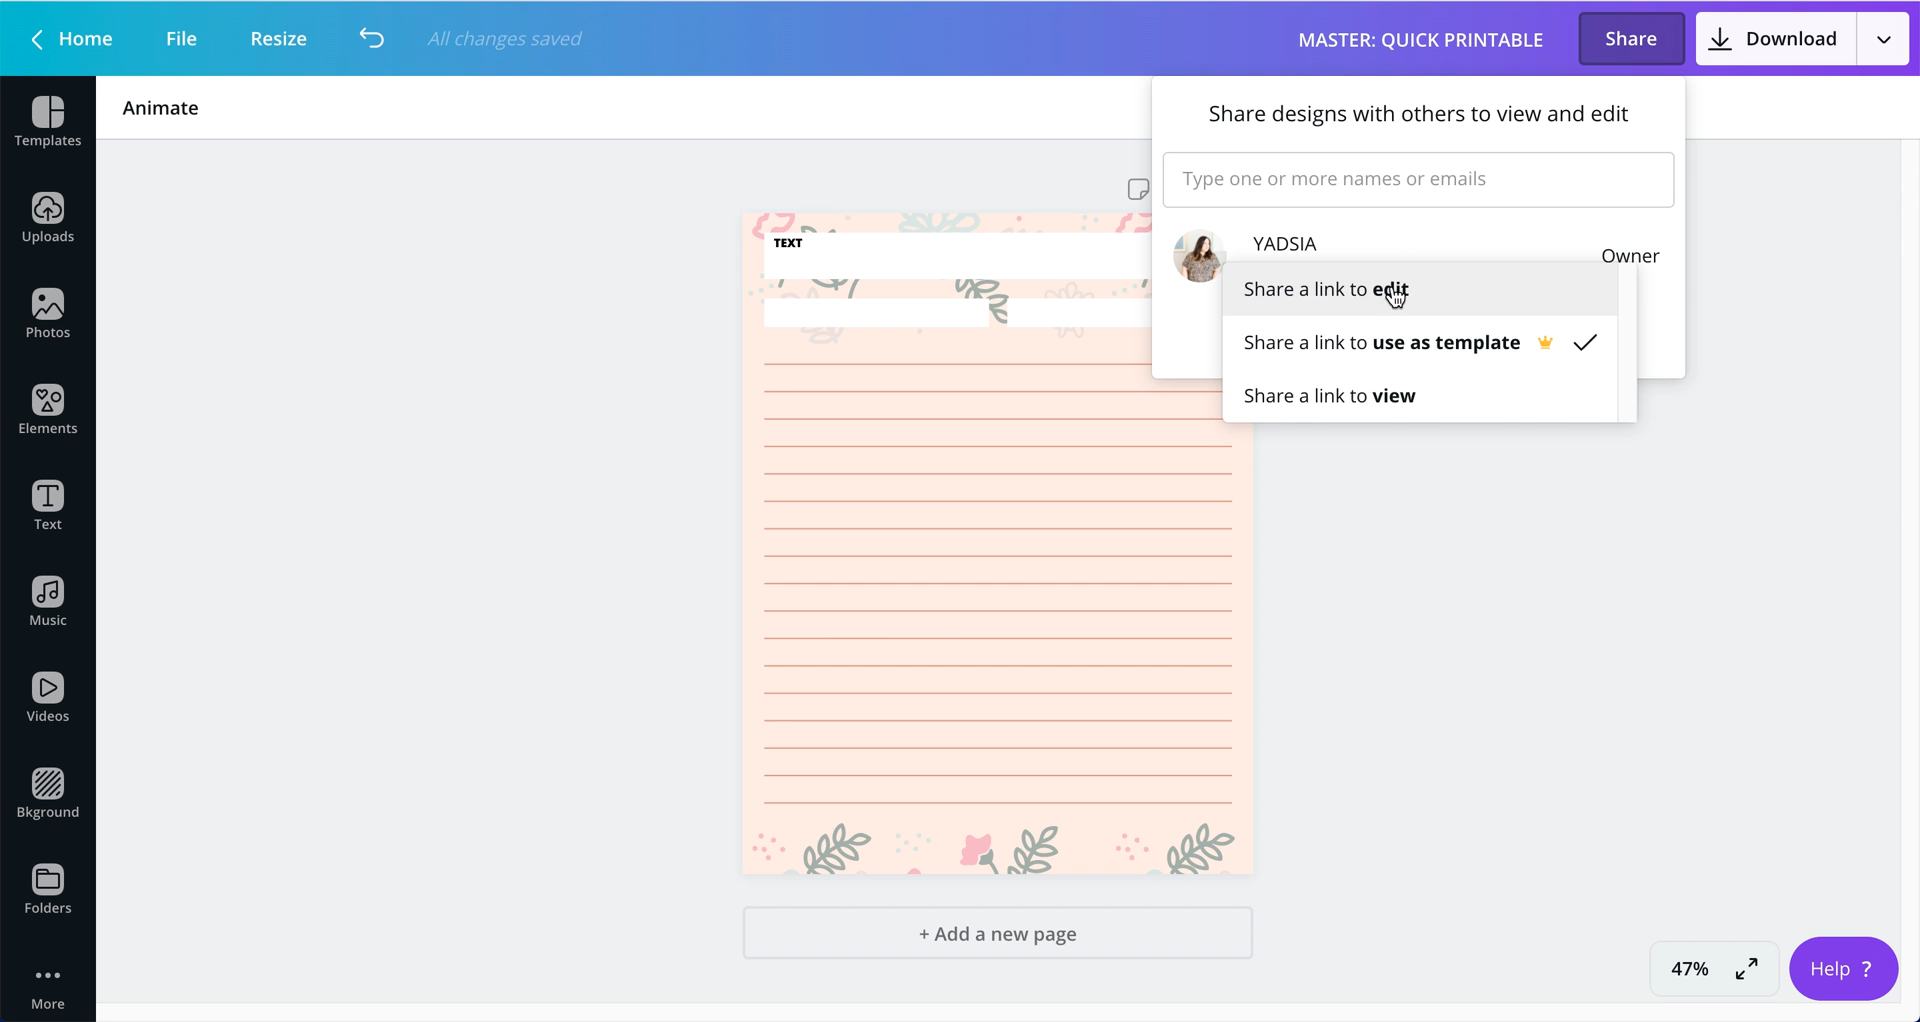 Home File Resize All changes saved MASTER: QUICK PRINTABLE Share Download
Animate
Share designs with others to view and edit
Type one or more names or emails
YADSIA
Owner
Share a link to edit
Share a link to use as template
Share a link to view
Templates
Uploads
Photos
Elements
Text
Music
Videos
Bkground
Folders
More
TEXT
+ Add a new page
47%
Help ?